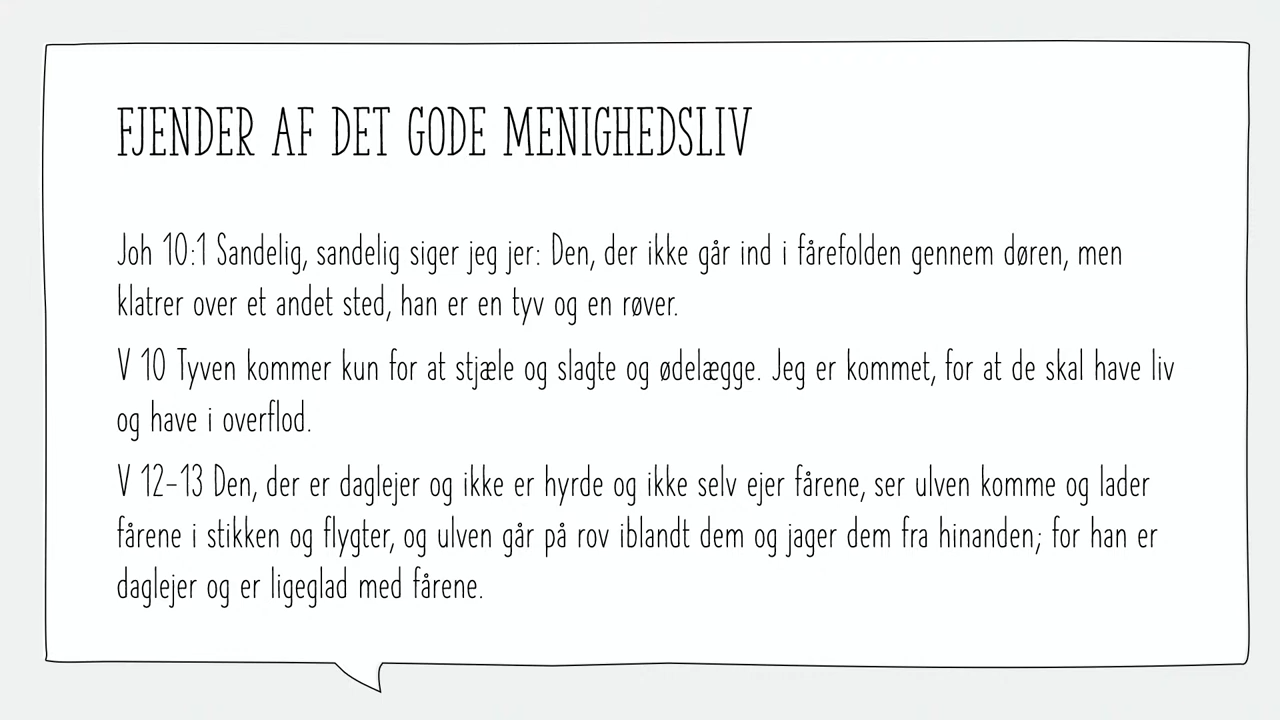 FJENDER AF DET GODE MENIGHEDSLIV
Joh 10:1 Sandelig, sandelig siger jeg jer: Den, der ikke går ind i fårefolden gennem døren, men
klatrer over et andet sted, han er en tyv og en røver.
V 10 Tyven kommer kun for at stjæle og slagte og ødelægge. Jeg er kommet, for at de skal have liv
og have i overflod.
V 12-13 Den, der er daglejer og ikke er hyrde og ikke selv ejer fårene, ser ulven komme og lader
fårene i stikken og flygter, og ulven går på rov iblandt dem og jager dem fra hinanden; for han er
daglejer og er ligeglad med fårene.